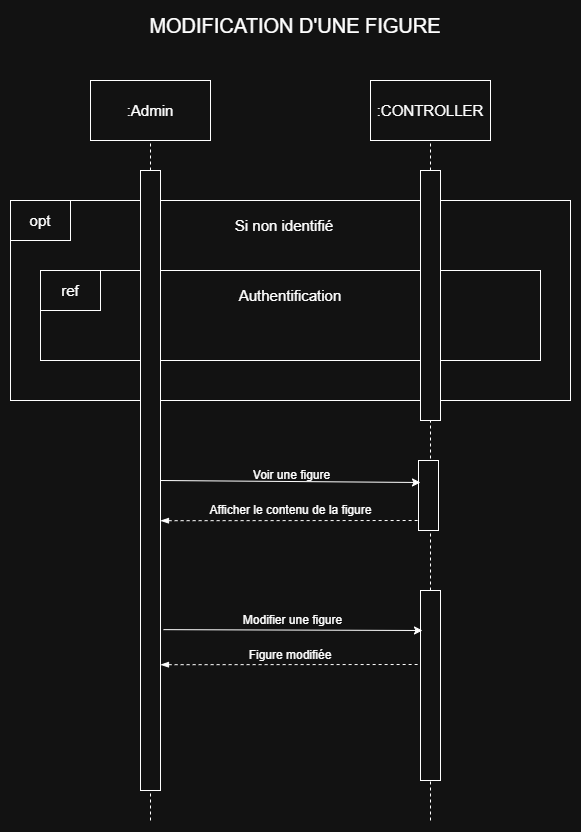 MODIFICATION D'UNE FIGURE
:Admin
:CONTROLLER
opt
Si non identifié
ref
Authentification
Voir une figure
Afficher le contenu de la figure
Modifier une figure
Figure modifiée